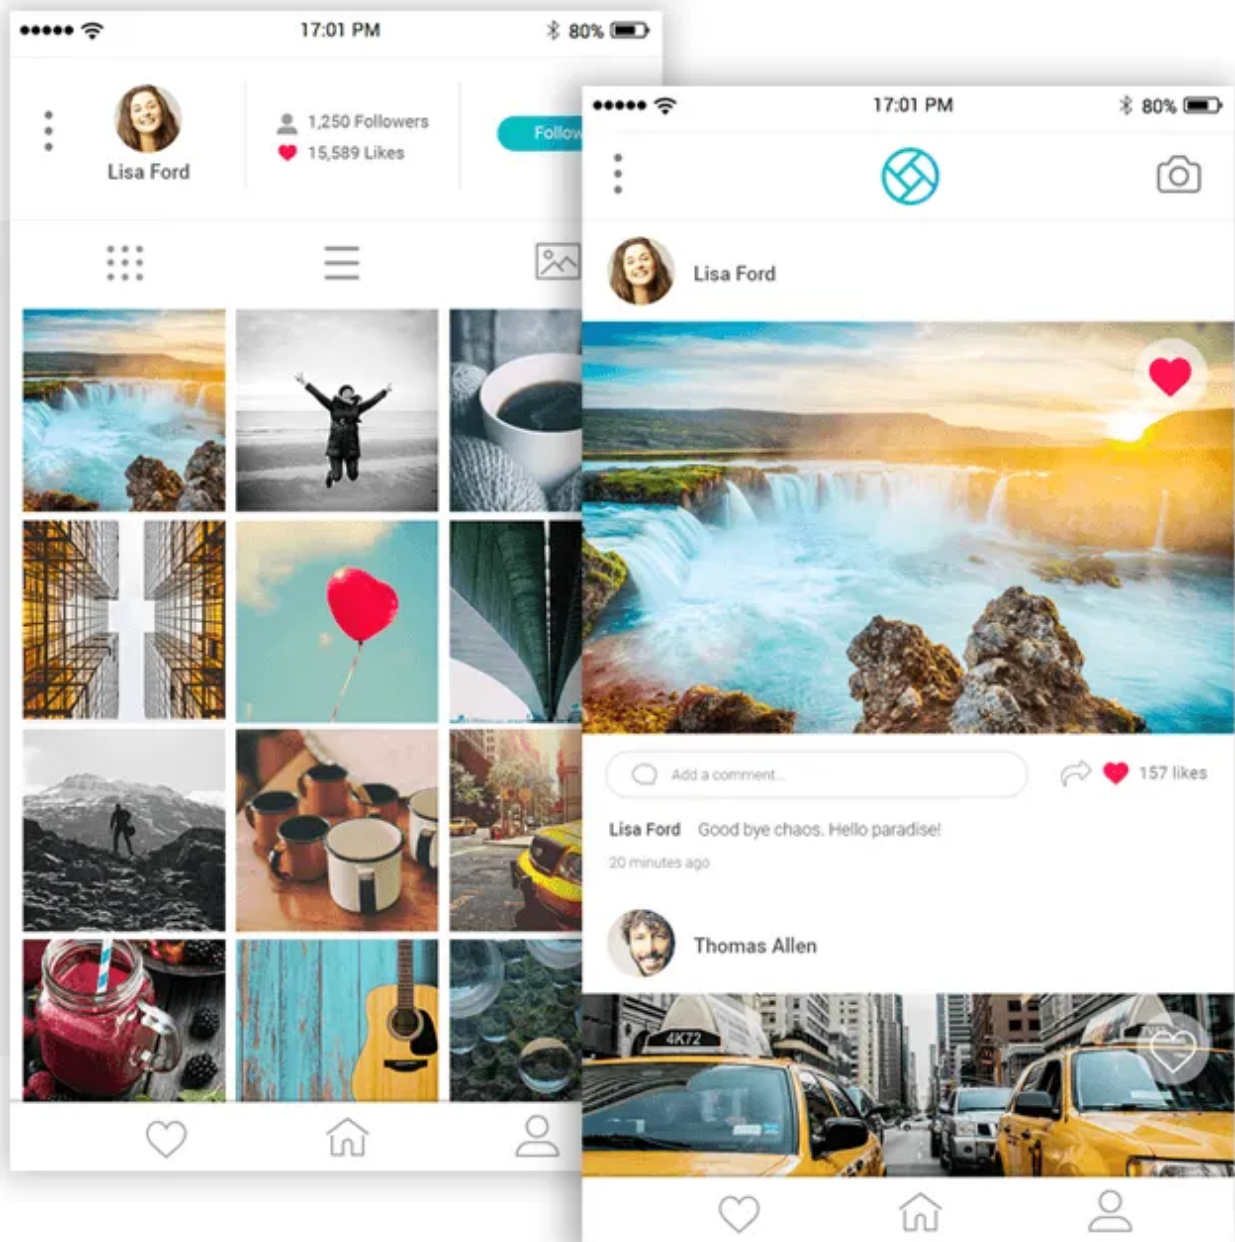 17:01 PM
80%
1,250 Followers
15,589 Likes
Lisa Ford
Follow
17:01 PM
80%
Lisa Ford
Add a comment...
157 likes
Lisa Ford Good bye chaos. Hello paradise!
20 minutes ago
Thomas Allen
4K72